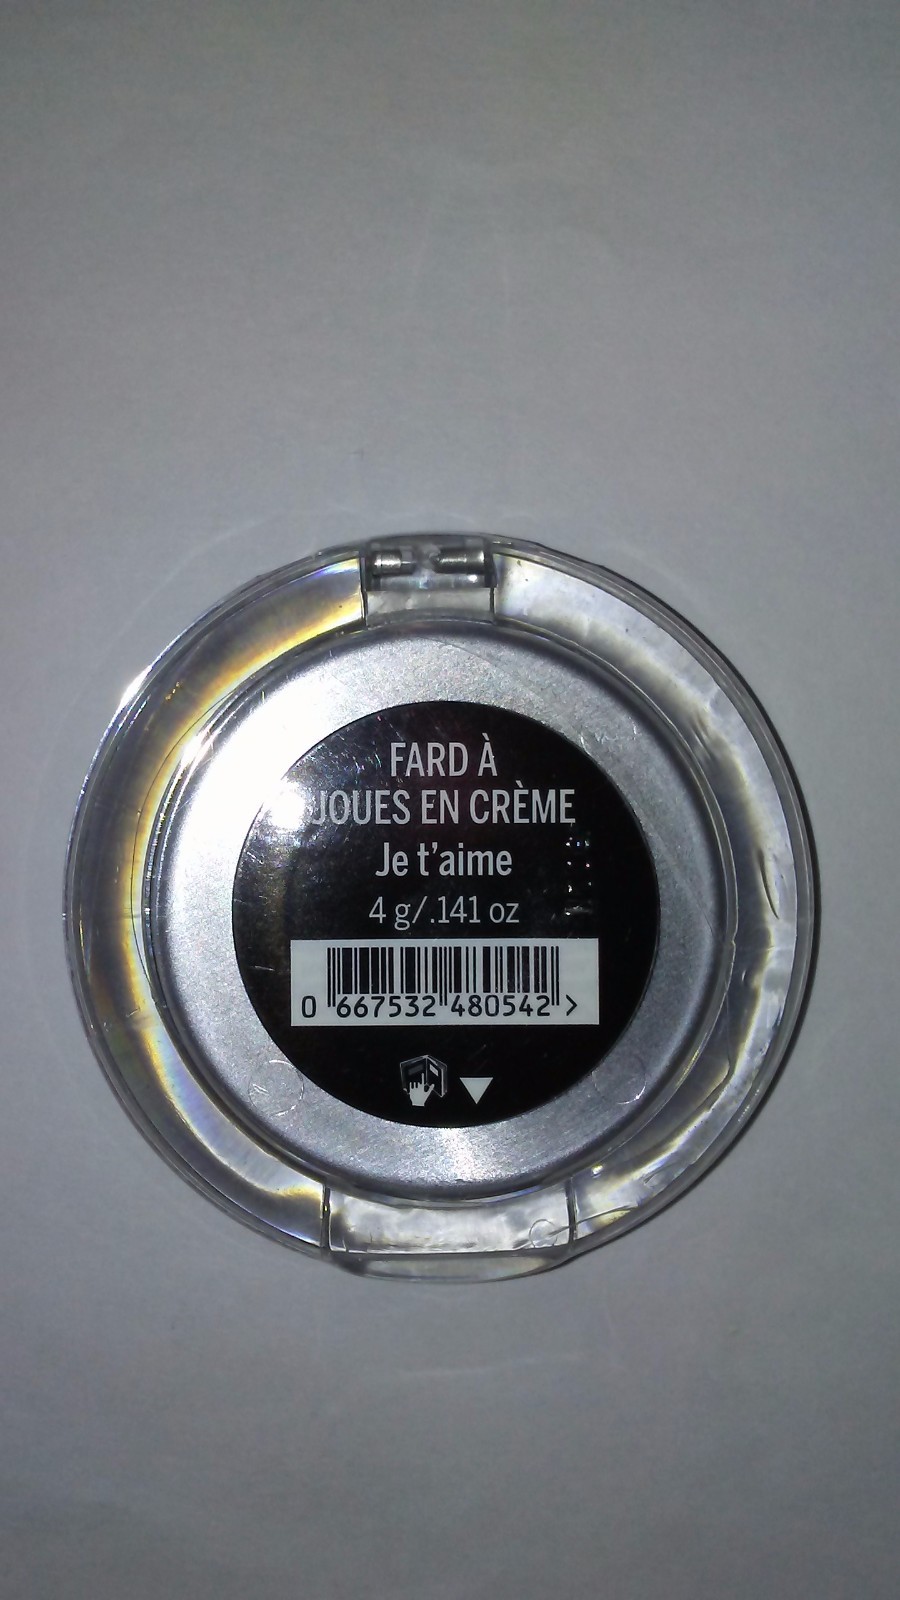 FARD À
JOUES EN CRÈME
Je t’aime
4 g/.141 oz
0 667532 480542 >